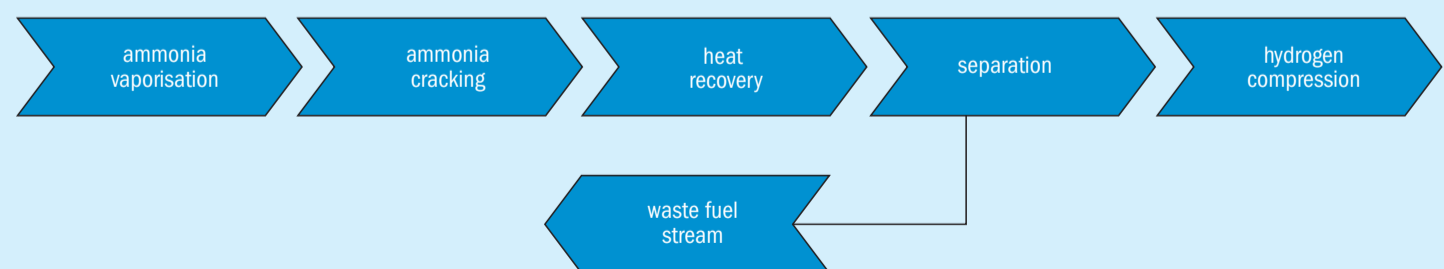 ammonia
vaporisation
ammonia
cracking
heat
recovery
separation
hydrogen
compression
waste fuel
stream